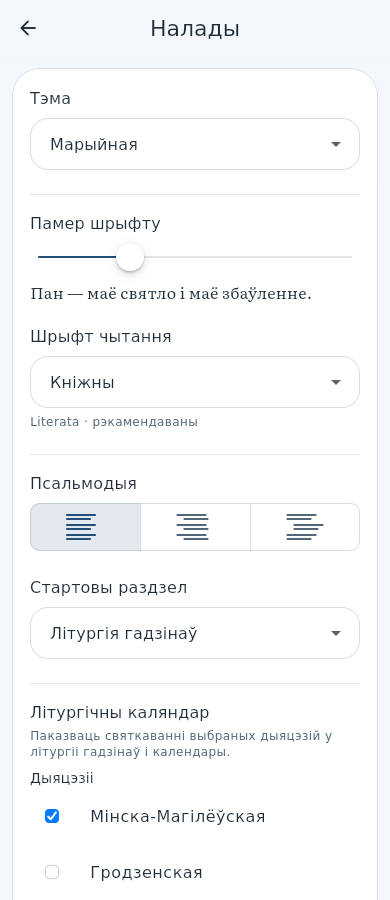 Налады
Тэма
Марыйная
Памер шрыфту
Пан — маё святло і маё збаўленне.
Шрыфт чытання
Кніжны
Literata · рэкамендаваны
Псальмодыя
Стартовы раздзел
Літургія гадзінаў
Літургічны каляндар
Паказваць святкаванні выбраных дыяцэзій у
літургіі гадзінаў і календары.
Дыяцэзіі
Мінска-Магілёўская
Гродзенская